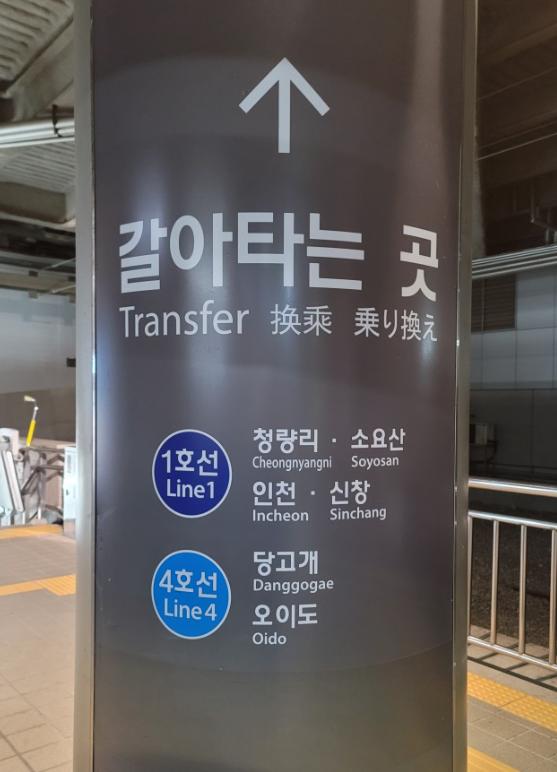 갈아타는 곳
Transfer 换乘 乗り換え
1호선
Line1
청량리 · 소요산
Cheongnyangni Soyosan
인천 · 신창
Incheon Sinchang
4호선
Line4
당고개
Danggogae
오이도
Oido